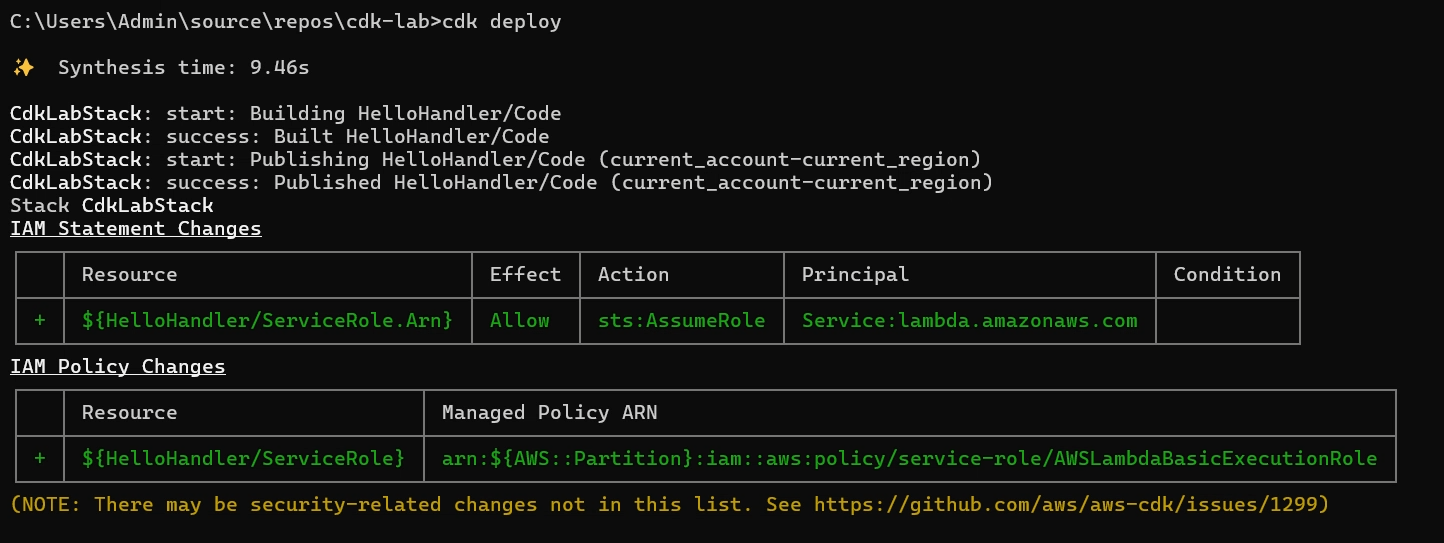 C:\Users\Admin\source\repos\cdk-lab>cdk deploy
✨ Synthesis time: 9.46s
CdkLabStack: start: Building HelloHandler/Code
CdkLabStack: success: Built HelloHandler/Code
CdkLabStack: start: Publishing HelloHandler/Code (current_account-current_region)
CdkLabStack: success: Published HelloHandler/Code (current_account-current_region)
Stack CdkLabStack
IAM Statement Changes
Resource Effect Action Principal Condition
+ ${HelloHandler/ServiceRole.Arn} Allow sts:AssumeRole Service:lambda.amazonaws.com
IAM Policy Changes
Resource Managed Policy ARN
+ ${HelloHandler/ServiceRole} arn:${AWS::Partition}:iam::aws:policy/service-role/AWSLambdaBasicExecutionRole
(NOTE: There may be security-related changes not in this list. See https://github.com/aws/aws-cdk/issues/1299)